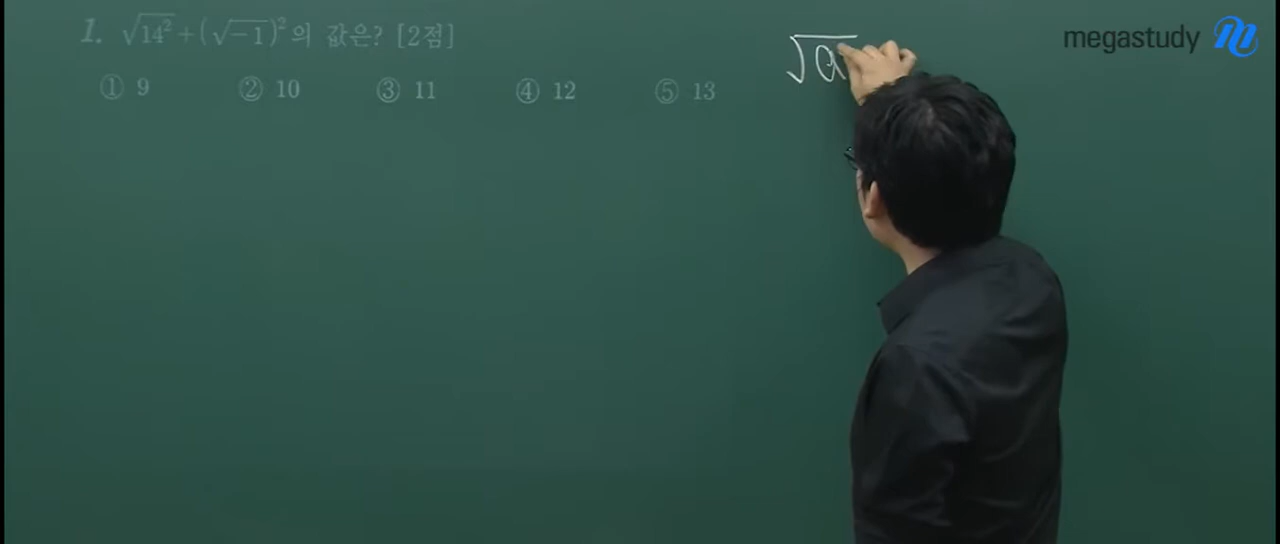 1. √14² + (√-1)²의 값은? [2점]
① 9 ② 10 ③ 11 ④ 12 ⑤ 13
√a
megastudy